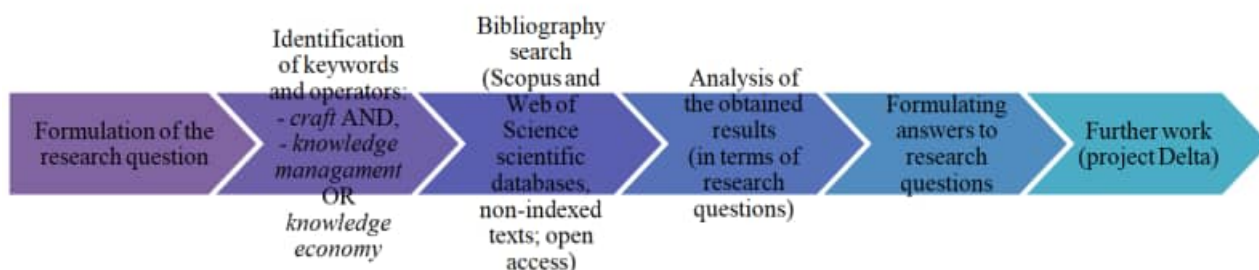 Formulation of the
research question
Identification
of keywords
and operators:
- craft AND,
- knowledge
managament
OR
knowledge
economy
Bibliography
search
(Scopus and
Web of
Science
scientific
databases,
non-indexed
texts; open
access)
Analysis of
the obtained
results
(in terms of
research
questions)
Formulating
answers to
research
questions
Further work
(project Delta)